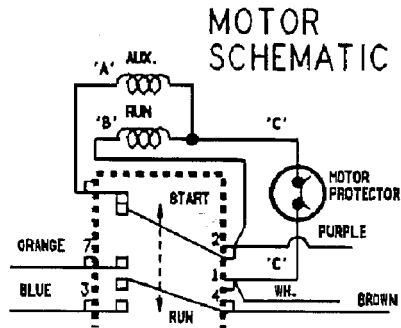 MOTOR
SCHEMATIC
AUX.
'A'
RUN
'B'
'C'
MOTOR
PROTECTOR
START
PURPLE
2
ORANGE 7
'C'
1
BLUE 3
WH.
4
BROWN
RUN